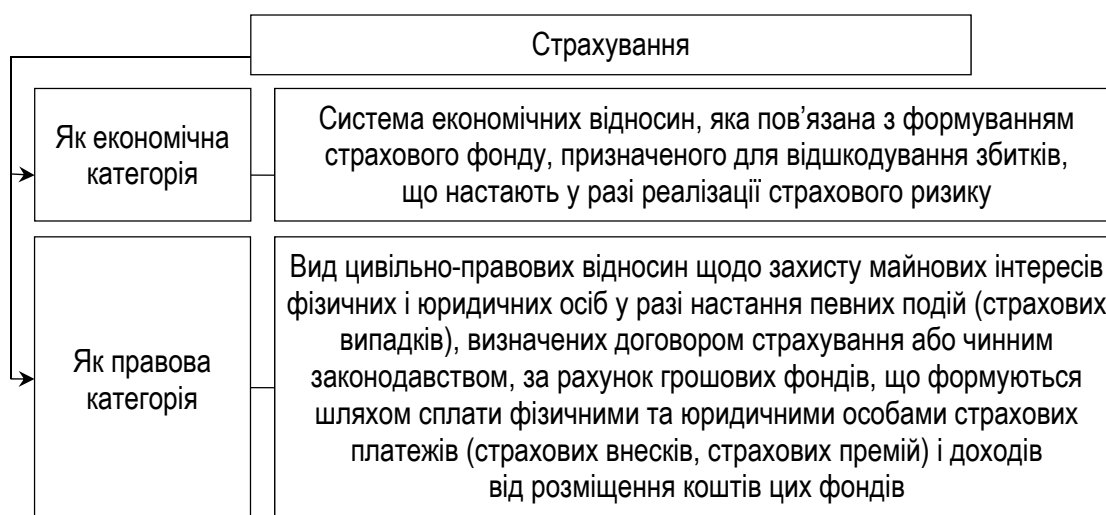 Страхування
Як економічна
категорія
Система економічних відносин, яка пов’язана з формуванням
страхового фонду, призначеного для відшкодування збитків,
що настають у разі реалізації страхового ризику
Як правова
категорія
Вид цивільно-правових відносин щодо захисту майнових інтересів
фізичних і юридичних осіб у разі настання певних подій (страхових
випадків), визначених договором страхування або чинним
законодавством, за рахунок грошових фондів, що формуються
шляхом сплати фізичними та юридичними особами страхових
платежів (страхових внесків, страхових премій) і доходів
від розміщення коштів цих фондів